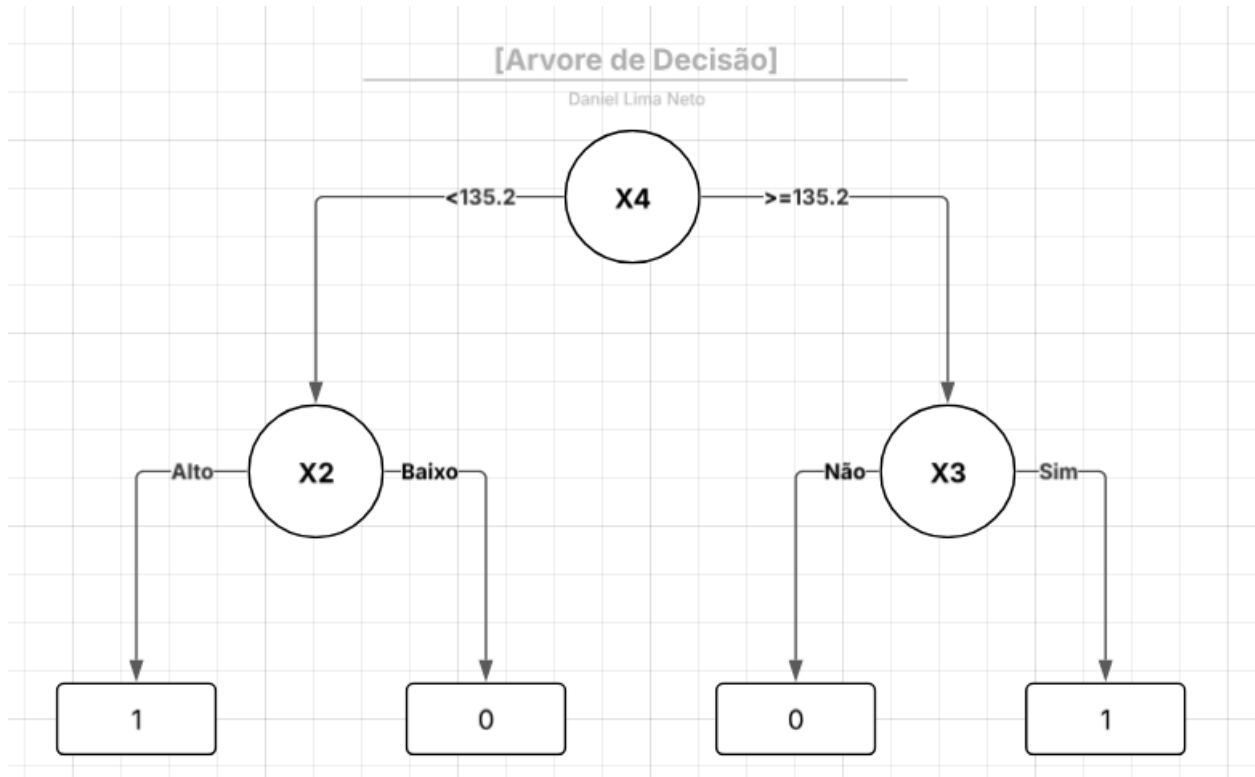 [Arvore de Decisão]
Daniel Lima Neto
<135.2
X4
>=135.2
Alto
X2
Baixo
Não
X3
Sim
1
0
0
1